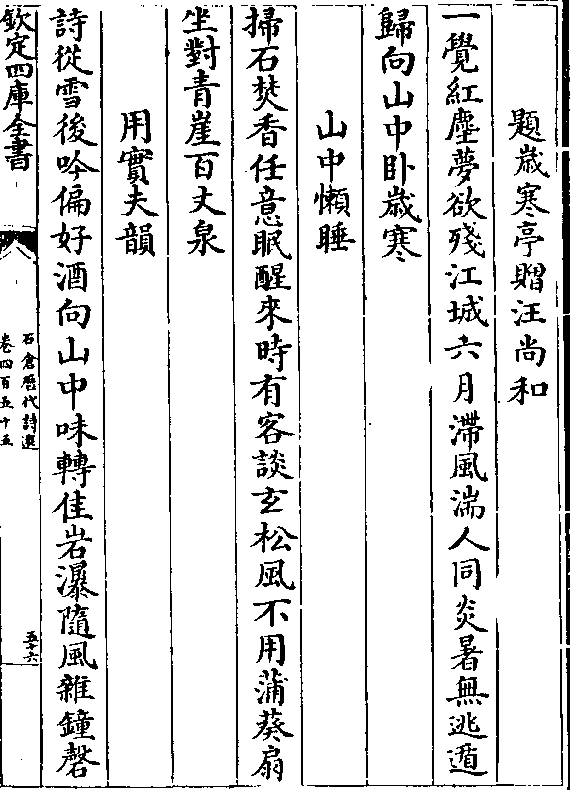 題歲寒亭贈汪尚和
一覺紅塵夢欲殘江城六月滯風湍人同炎暑無逃遁
歸向山中卧歲寒
山中懶睡
掃石焚香任意眠醒來時有客談玄松風不用蒲葵扇
坐對青崖百丈泉
用實夫韻
詩從雪後吟偏好酒向山中味轉佳岩瀑隨風雜鐘磬
欽定四庫全書
石倉歷代詩選
卷四百五十五
五十六